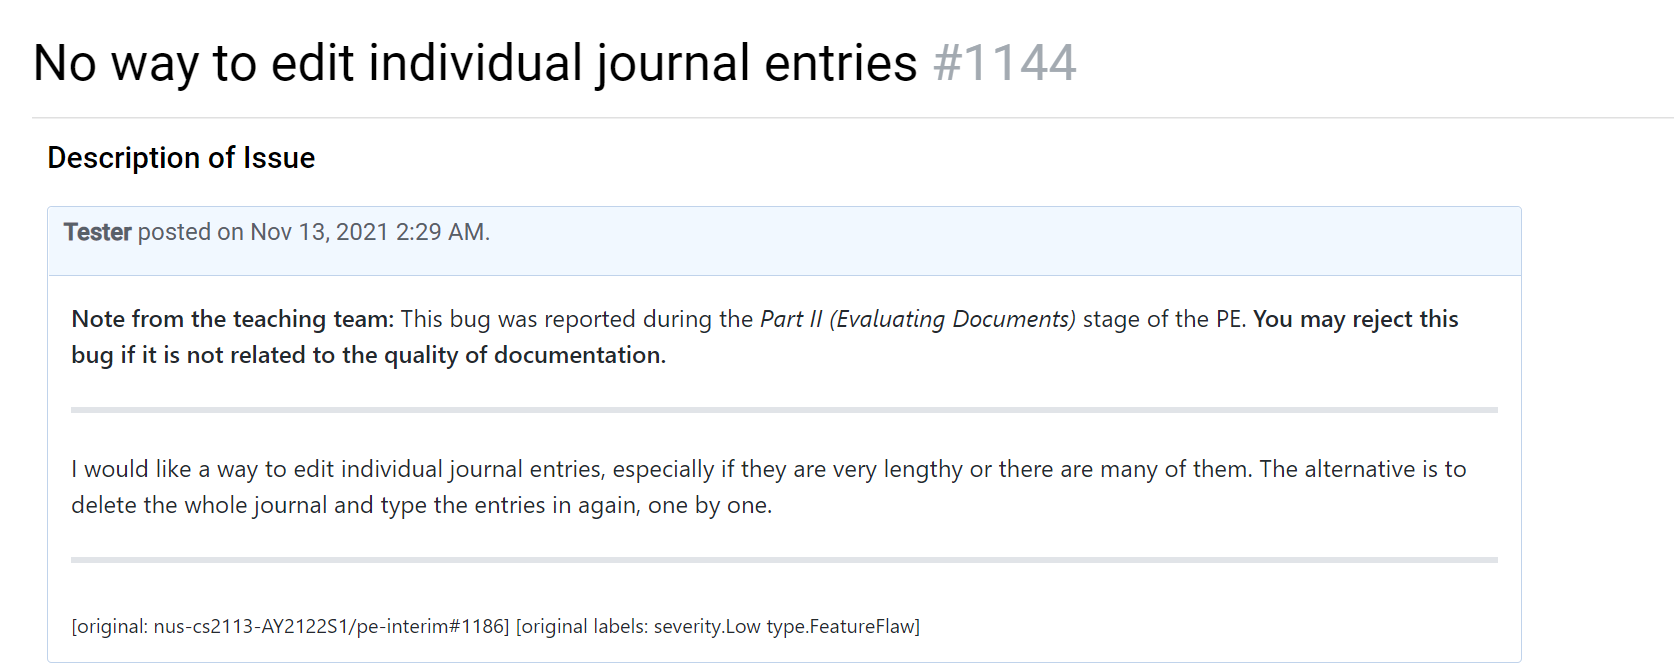 No way to edit individual journal entries #1144
Description of Issue
Tester posted on Nov 13, 2021 2:29 AM.
Note from the teaching team: This bug was reported during the Part II (Evaluating Documents) stage of the PE. You may reject this
bug if it is not related to the quality of documentation.
I would like a way to edit individual journal entries, especially if they are very lengthy or there are many of them. The alternative is to
delete the whole journal and type the entries in again, one by one.
[original: nus-cs2113-AY2122S1/pe-interim#1186] [original labels: severity.Low type.FeatureFlaw]